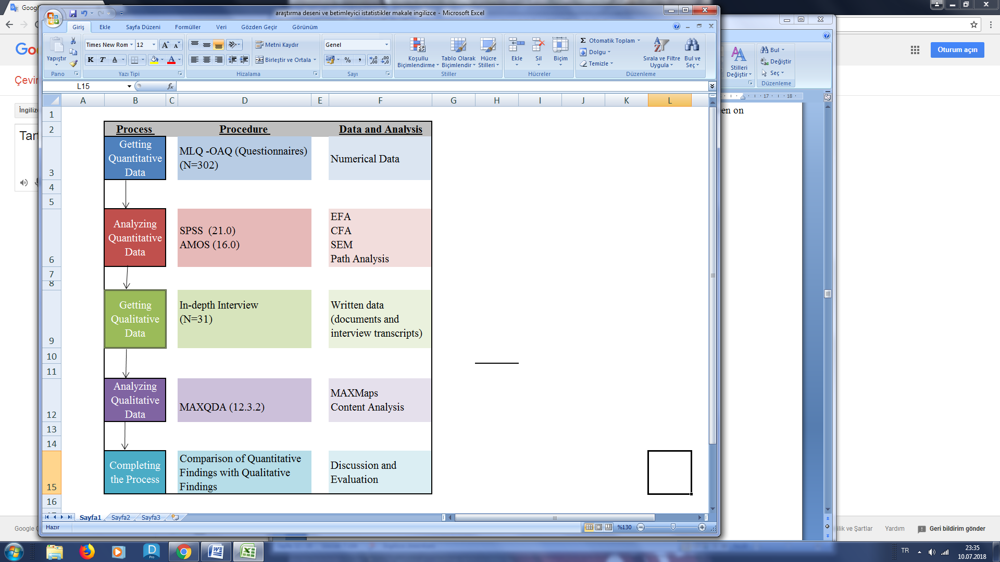 Goog
araştırma deseni ve betimleyici istatistikler makale ingilizce - Microsoft Excel
Giriş Ekle Sayfa Düzeni Formüller Veri Gözden Geçir Görünüm
Yapıştır
Pano
Times New Rom 12
K T A
Yazı Tipi
Metni Kaydır
Birleştir ve Ortala
Hizalama
Genel
%
Sayı
Koşullu Biçimlendirme
Tablo Olarak Biçimlendir
Hücre Stilleri
Stiller
Ekle Sil Biçim
Hücreler
Σ Otomatik Toplam
Dolgu
Temizle
Sırala ve Filtre Uygula
Bul ve Seç
Düzenleme
Stilleri Değiştir
Bul
Değiştir
Seç
Düzenleme
Oturum açın
L15 fx
A B C D E F G H I J K L
17 18
en on
Çevir
İngiliz
Tar
1
2 Process Procedure Data and Analysis
3 Getting Quantitative Data
MLQ -OAQ (Questionnaires)
(N=302)
Numerical Data
4
5
6 Analyzing Quantitative Data
SPSS (21.0)
AMOS (16.0)
EFA
CFA
SEM
Path Analysis
7
8
9 Getting Qualitative Data
In-depth Interview
(N=31)
Written data
(documents and
interview transcripts)
10
11
12 Analyzing Qualitative Data
MAXQDA (12.3.2)
MAXMaps
Content Analysis
13
14
15 Completing the Process
Comparison of Quantitative
Findings with Qualitative
Findings
Discussion and
Evaluation
16
Sayfa1 Sayfa2 Sayfa3
Hazır %130
Google
ilik ve Şartlar Yardım Geri bildirim gönder
TR 23:35
10.07.2018